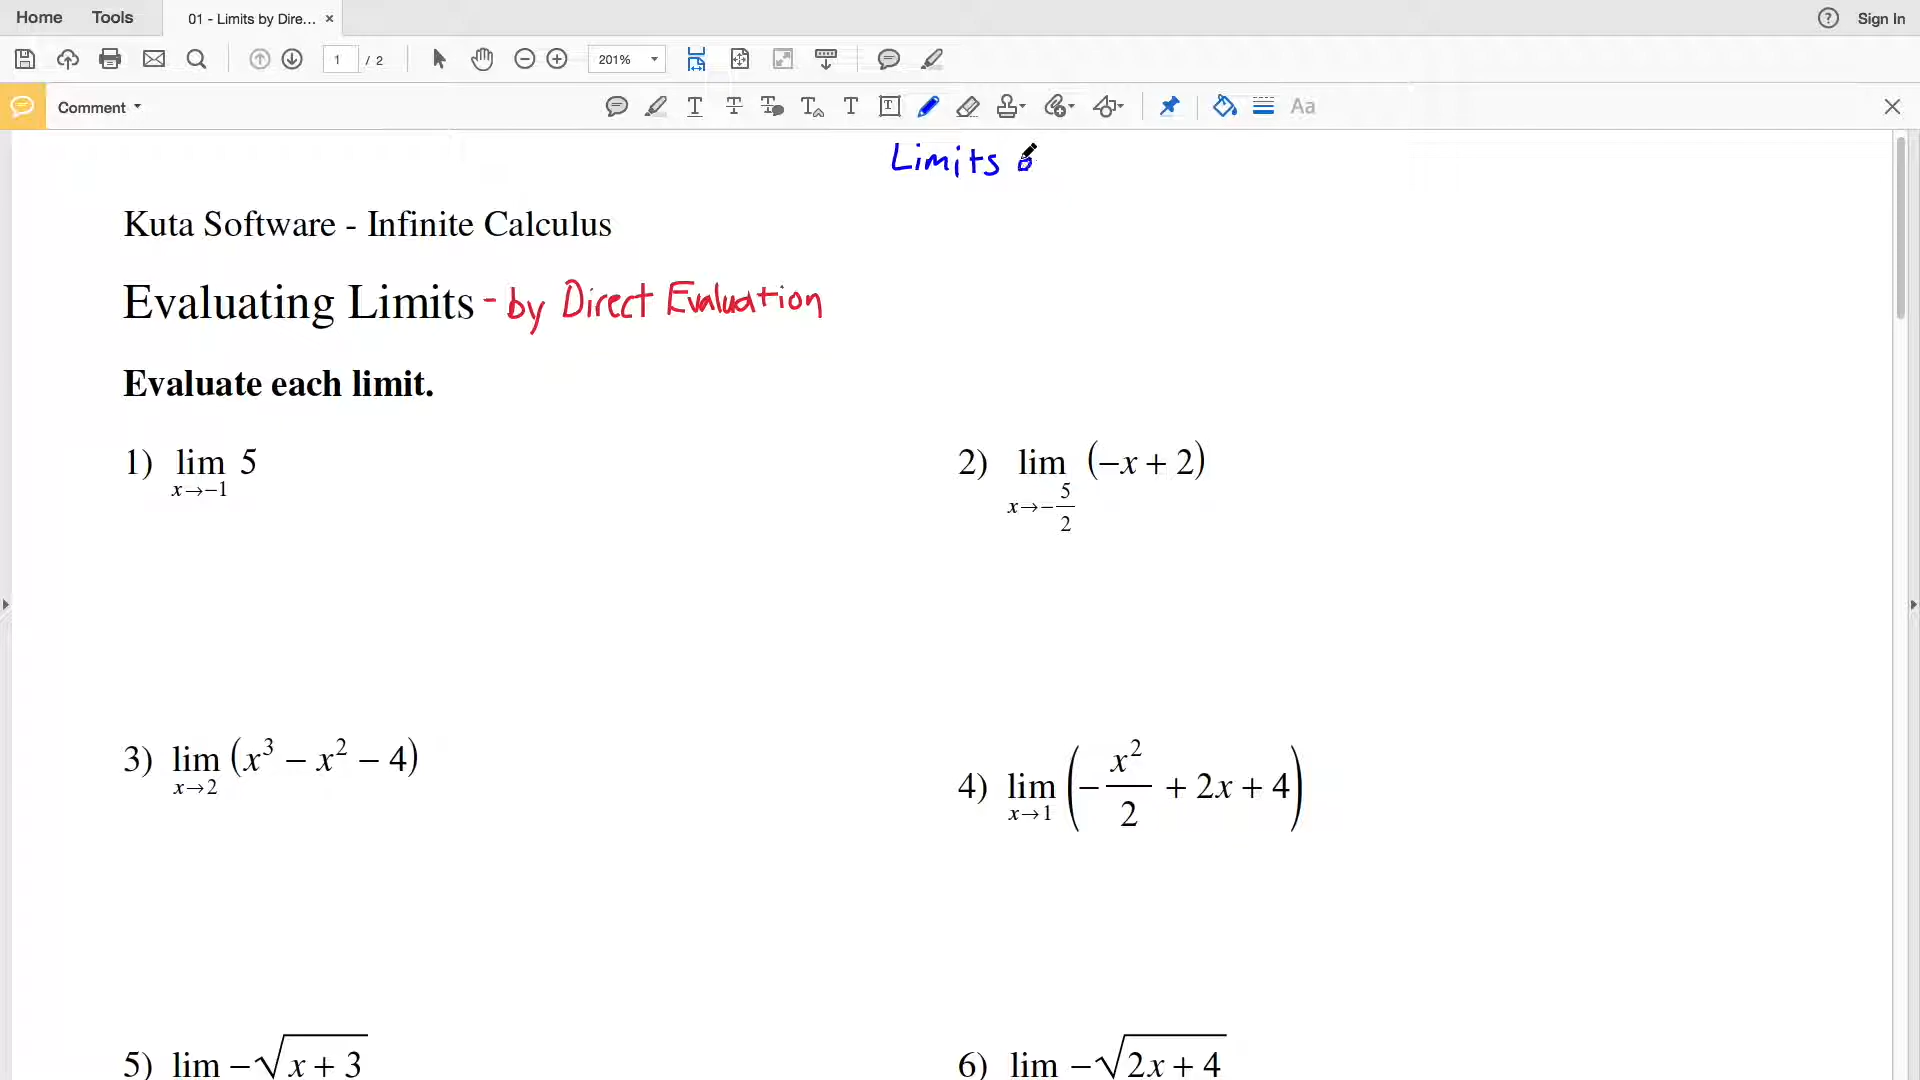 Home Tools 01 - Limits by Dire... × ? Sign In
1 / 2 201%
Comment T T T T T T Aa
Limits o
Kuta Software - Infinite Calculus
Evaluating Limits - by Direct Evaluation
Evaluate each limit.
1) lim x→−1 5
2) lim x→−5/2 (−x + 2)
3) lim x→2 (x³ − x² − 4)
4) lim x→1 (−x²/2 + 2x + 4)
5) lim −√x + 3
6) lim −√2x + 4